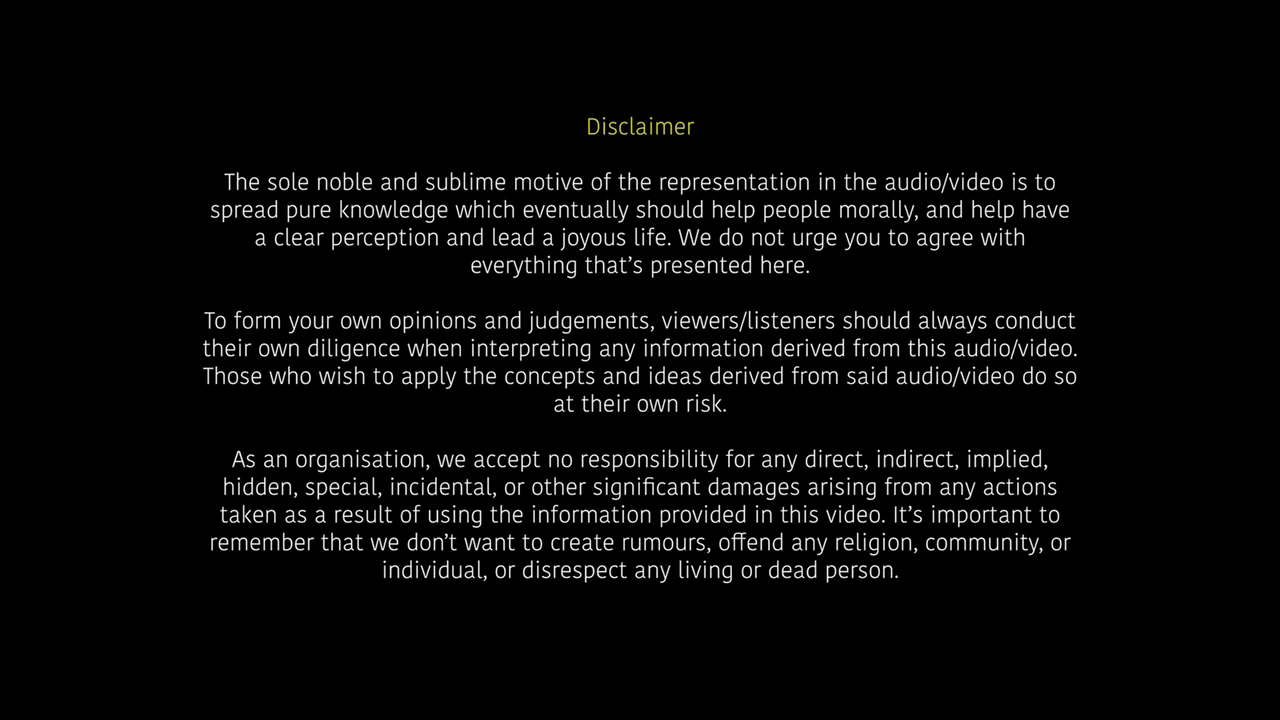 Disclaimer
The sole noble and sublime motive of the representation in the audio/video is to
spread pure knowledge which eventually should help people morally, and help have
a clear perception and lead a joyous life. We do not urge you to agree with
everything that’s presented here.
To form your own opinions and judgements, viewers/listeners should always conduct
their own diligence when interpreting any information derived from this audio/video.
Those who wish to apply the concepts and ideas derived from said audio/video do so
at their own risk.
As an organisation, we accept no responsibility for any direct, indirect, implied,
hidden, special, incidental, or other significant damages arising from any actions
taken as a result of using the information provided in this video. It’s important to
remember that we don’t want to create rumours, offend any religion, community, or
individual, or disrespect any living or dead person.